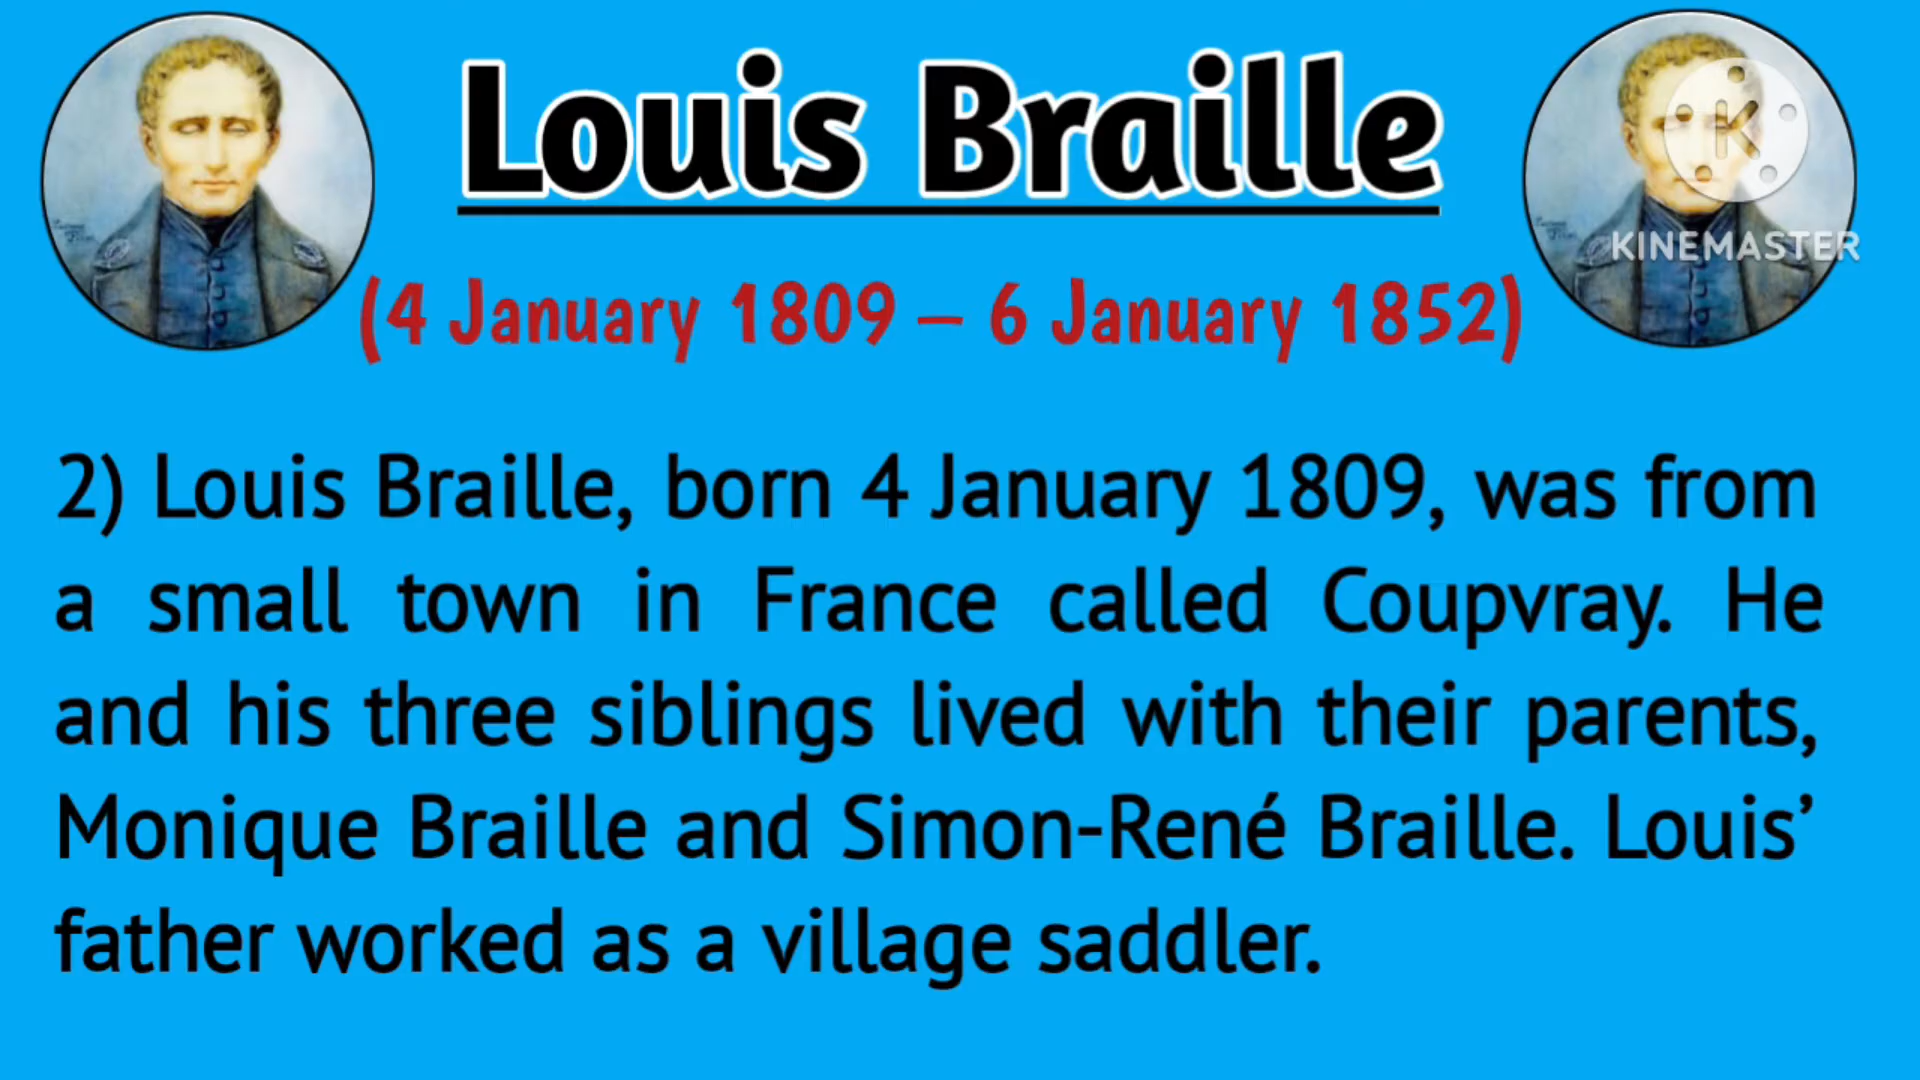 Louis Braille
K
KINEMASTER
(4 January 1809 – 6 January 1852)
2) Louis Braille, born 4 January 1809, was from
a small town in France called Coupvray. He
and his three siblings lived with their parents,
Monique Braille and Simon-René Braille. Louis’
father worked as a village saddler.